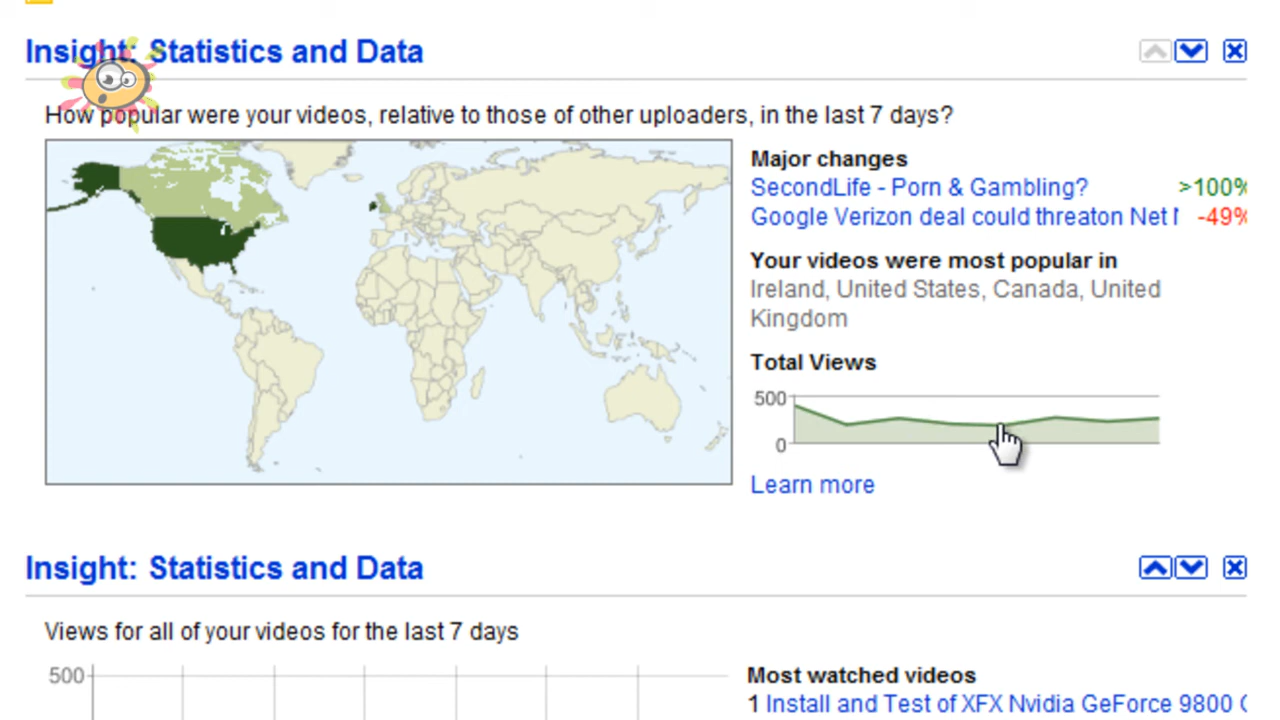 Insight: Statistics and Data
How popular were your videos, relative to those of other uploaders, in the last 7 days?
Major changes
SecondLife - Porn & Gambling? >100%
Google Verizon deal could threaton Net -49%
Your videos were most popular in
Ireland, United States, Canada, United
Kingdom
Total Views
500
0
Learn more
Insight: Statistics and Data
Views for all of your videos for the last 7 days
500
Most watched videos
1 Install and Test of XFX Nvidia GeForce 9800